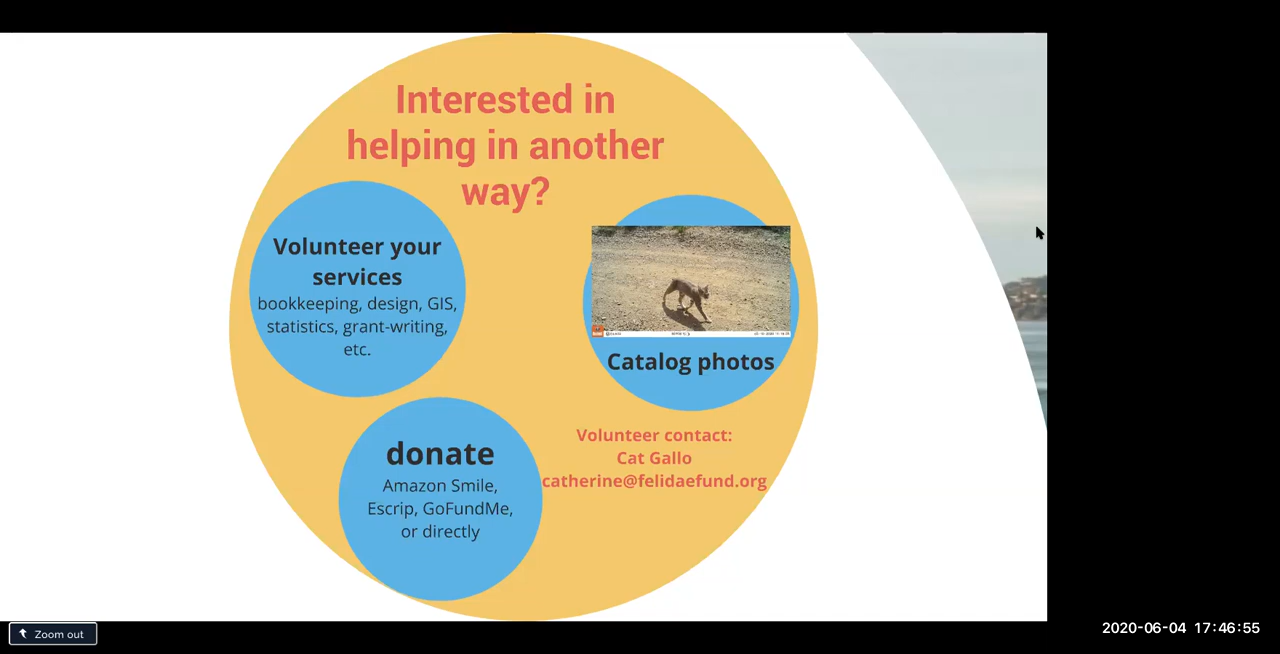 Interested in
helping in another
way?
Volunteer your
services
bookkeeping, design, GIS,
statistics, grant-writing,
etc.
Catalog photos
donate
Amazon Smile,
Escrip, GoFundMe,
or directly
Volunteer contact:
Cat Gallo
catherine@felidaefund.org
Zoom out
2020-06-04 17:46:55